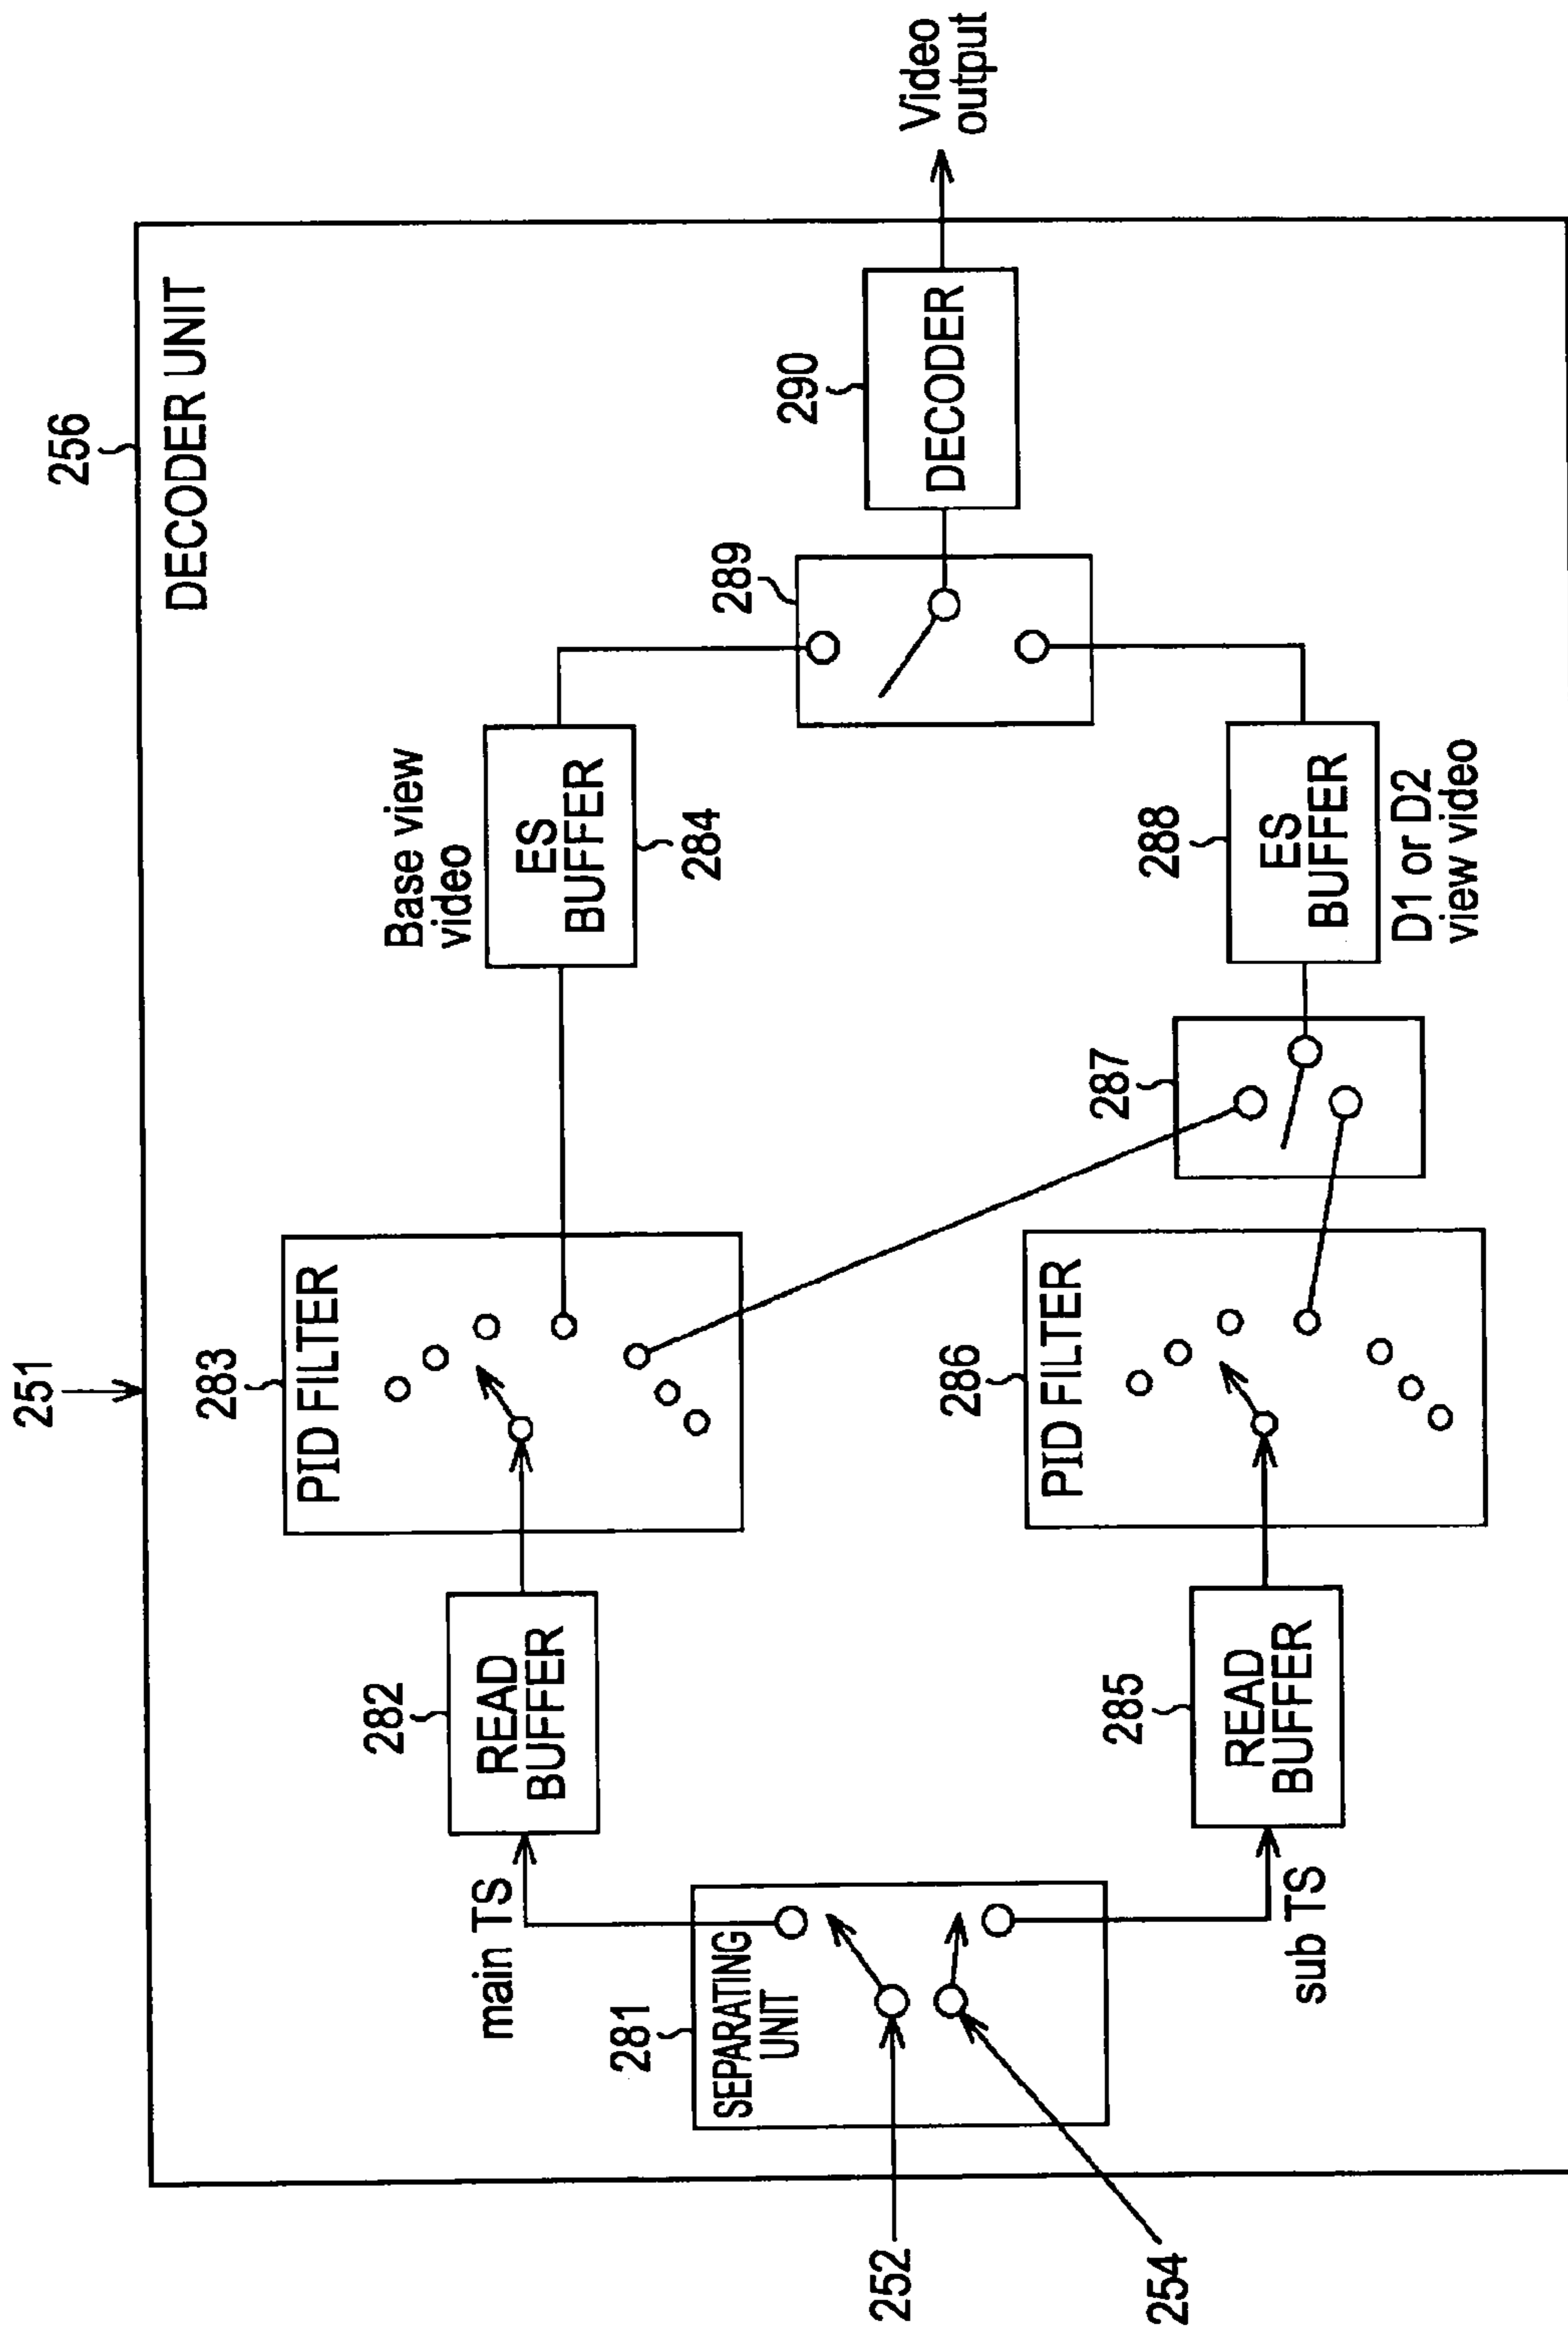 256
DECODER UNIT
251
283
PID FILTER
Base view
video
ES
BUFFER
284
282
READ
BUFFER
main TS
289
290
DECODER
Video
output
281
SEPARATING
UNIT
252
254
sub TS
285
READ
BUFFER
286
PID FILTER
287
288
ES
BUFFER
D1 or D2
view video